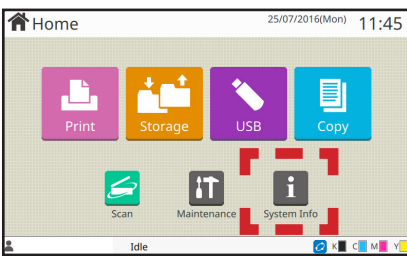 Home
25/07/2016(Mon) 11:45
Print Storage USB Copy
Scan Maintenance System Info
Idle K C M Y